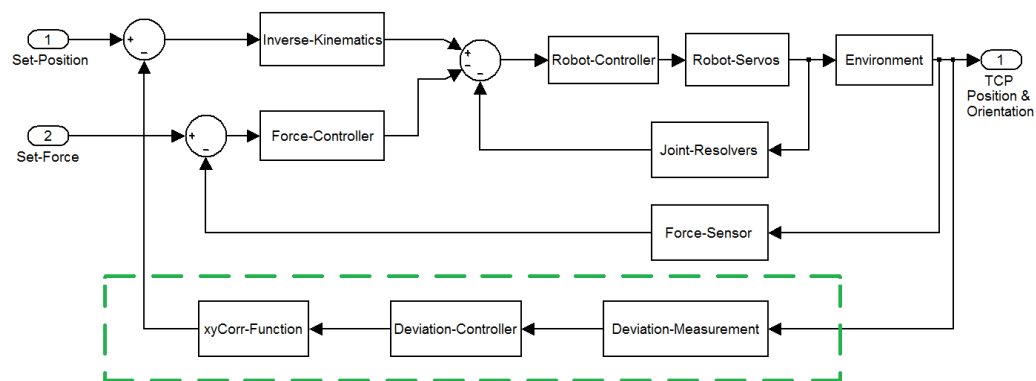 1
Set-Position
+
−
Inverse-Kinematics
+
−
−
Robot-Controller
Robot-Servos
Environment
1
TCP
Position &
Orientation
2
Set-Force
+
−
Force-Controller
Joint-Resolvers
Force-Sensor
xyCorr-Function
Deviation-Controller
Deviation-Measurement